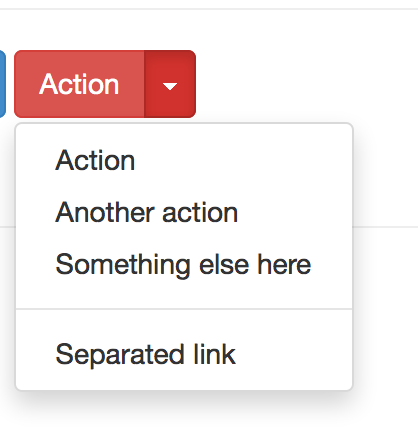 Action
Action
Another action
Something else here
Separated link